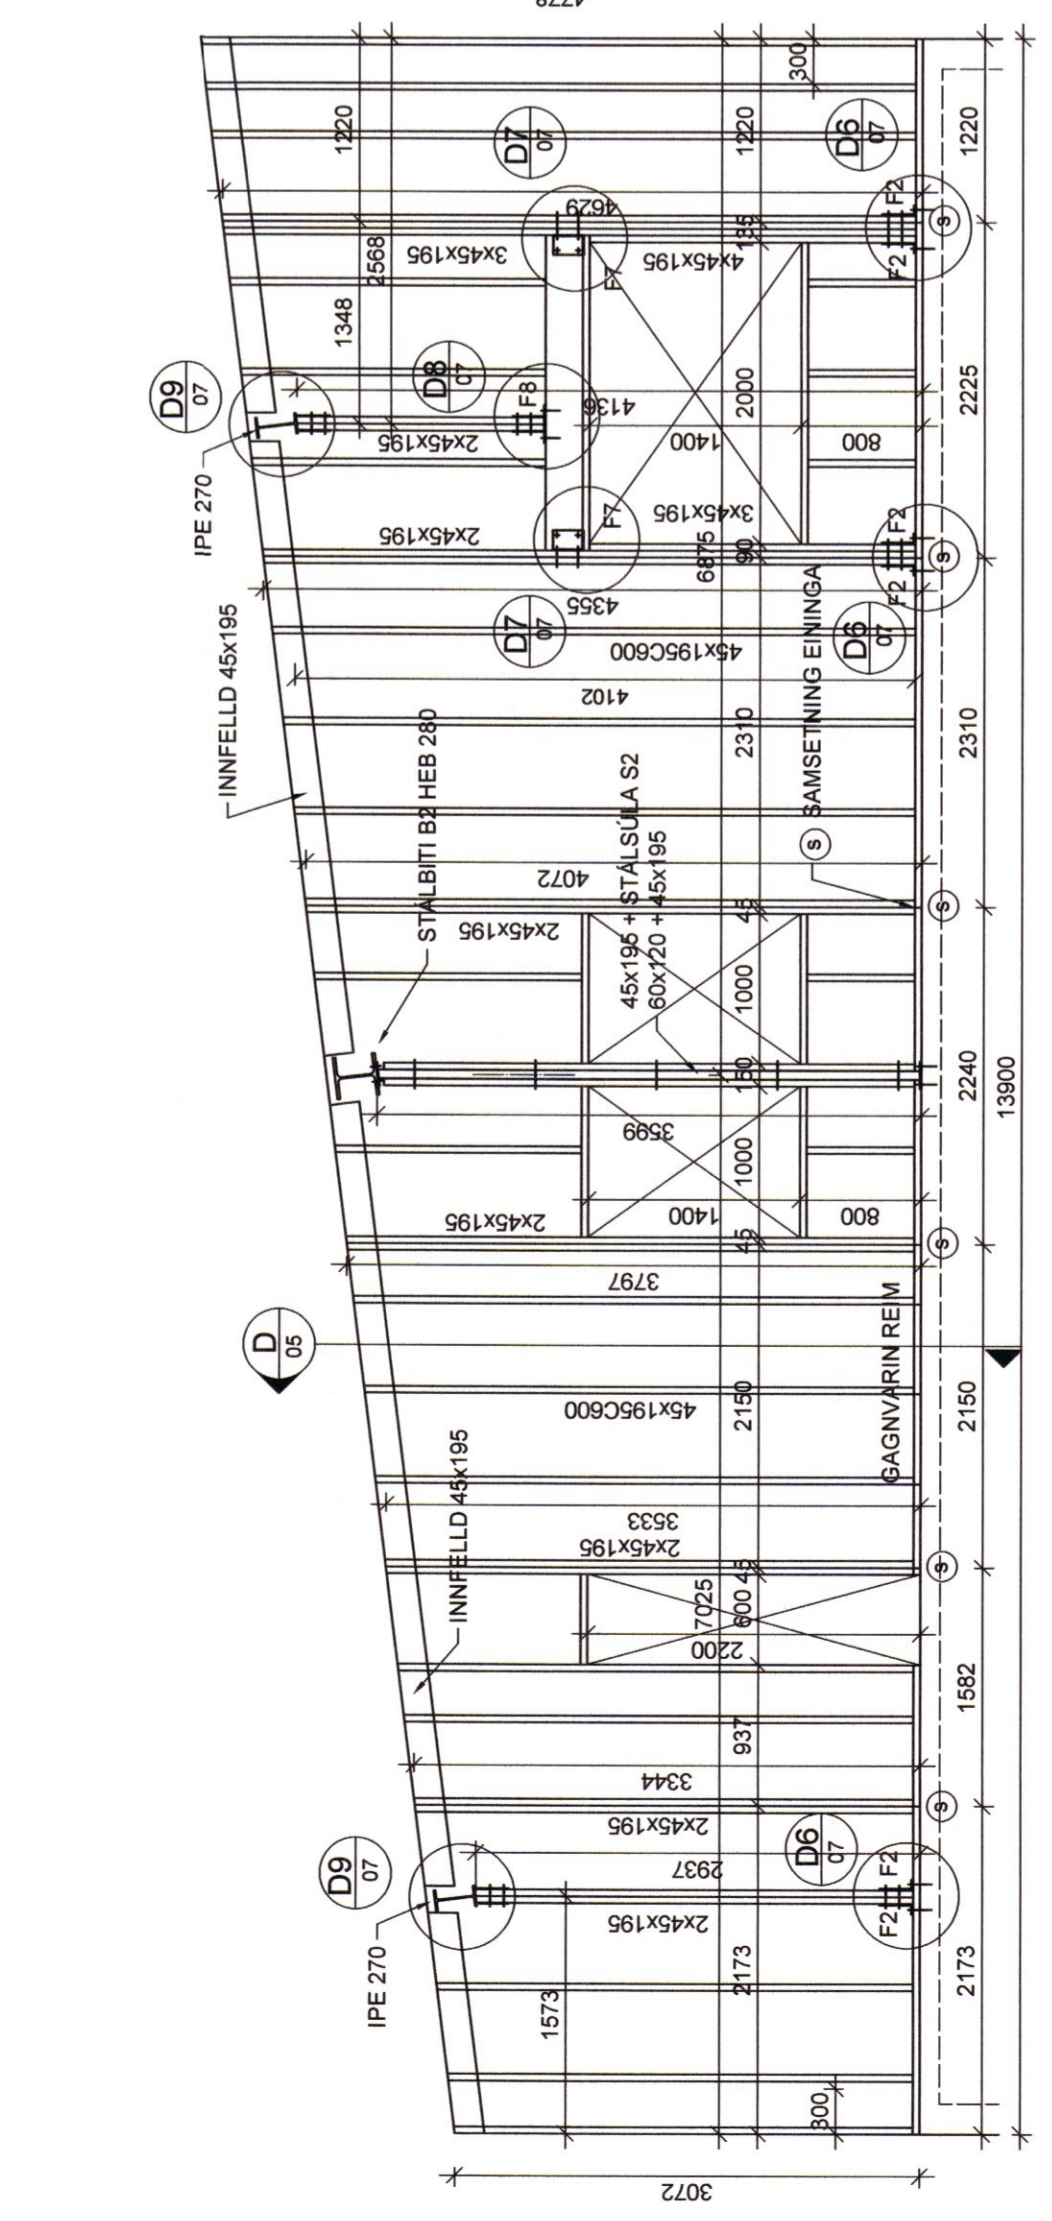 4778
1220
2568
1348
D9
07
IPE 270
INNFELLD 45x195
STÁLBITI B2 HEB 280
D
05
INNFELLD 45x195
D9
07
IPE 270
3072
1573
300
2173
2x45x195
2937
D6
07
F2
F2
2x45x195
3344
937
2200
600
7025
45
2x45x195
3533
45x195C600
2150
GAGNVARIN REIM
3797
2x45x195
45
800
1400
1000
3599
150
45x195 + STÁLSÚLA S2
60x120 + 45x195
1000
45
2x45x195
4072
S
SAMSETNING EININGA
2310
4102
45x195C600
D7
07
D6
07
4355
6875
90
2x45x195
3x45x195
F7
F2
F2
2x45x195
D8
07
F8
4136
1400
2000
800
3x45x195
4x45x195
F7
4629
135
F2
F2
D7
07
D6
07
1220
300
S
S
S
S
S
S
2173
1582
2150
2240
2310
2225
1220
13900